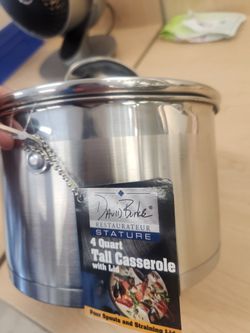 David Burke®
RESTAURATEUR
STATURE
4 Quart
Tall Casserole
with Lid
Pour Spouts and Straining Lid